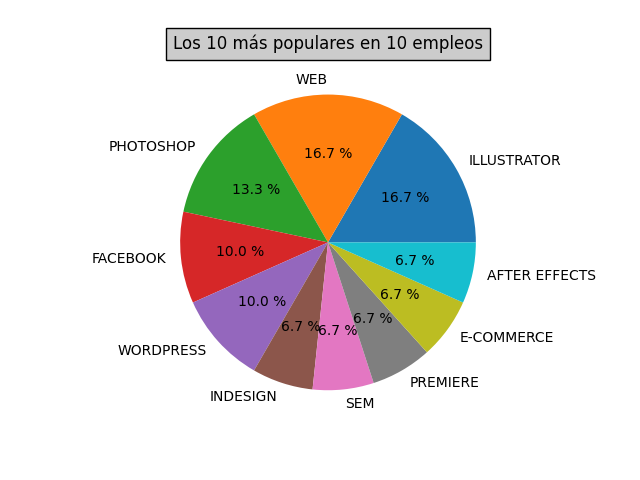 Los 10 más populares en 10 empleos
WEB
16.7 %
ILLUSTRATOR
16.7 %
PHOTOSHOP
13.3 %
FACEBOOK
10.0 %
WORDPRESS
10.0 %
INDESIGN
6.7 %
SEM
6.7 %
PREMIERE
6.7 %
E-COMMERCE
6.7 %
AFTER EFFECTS
6.7 %